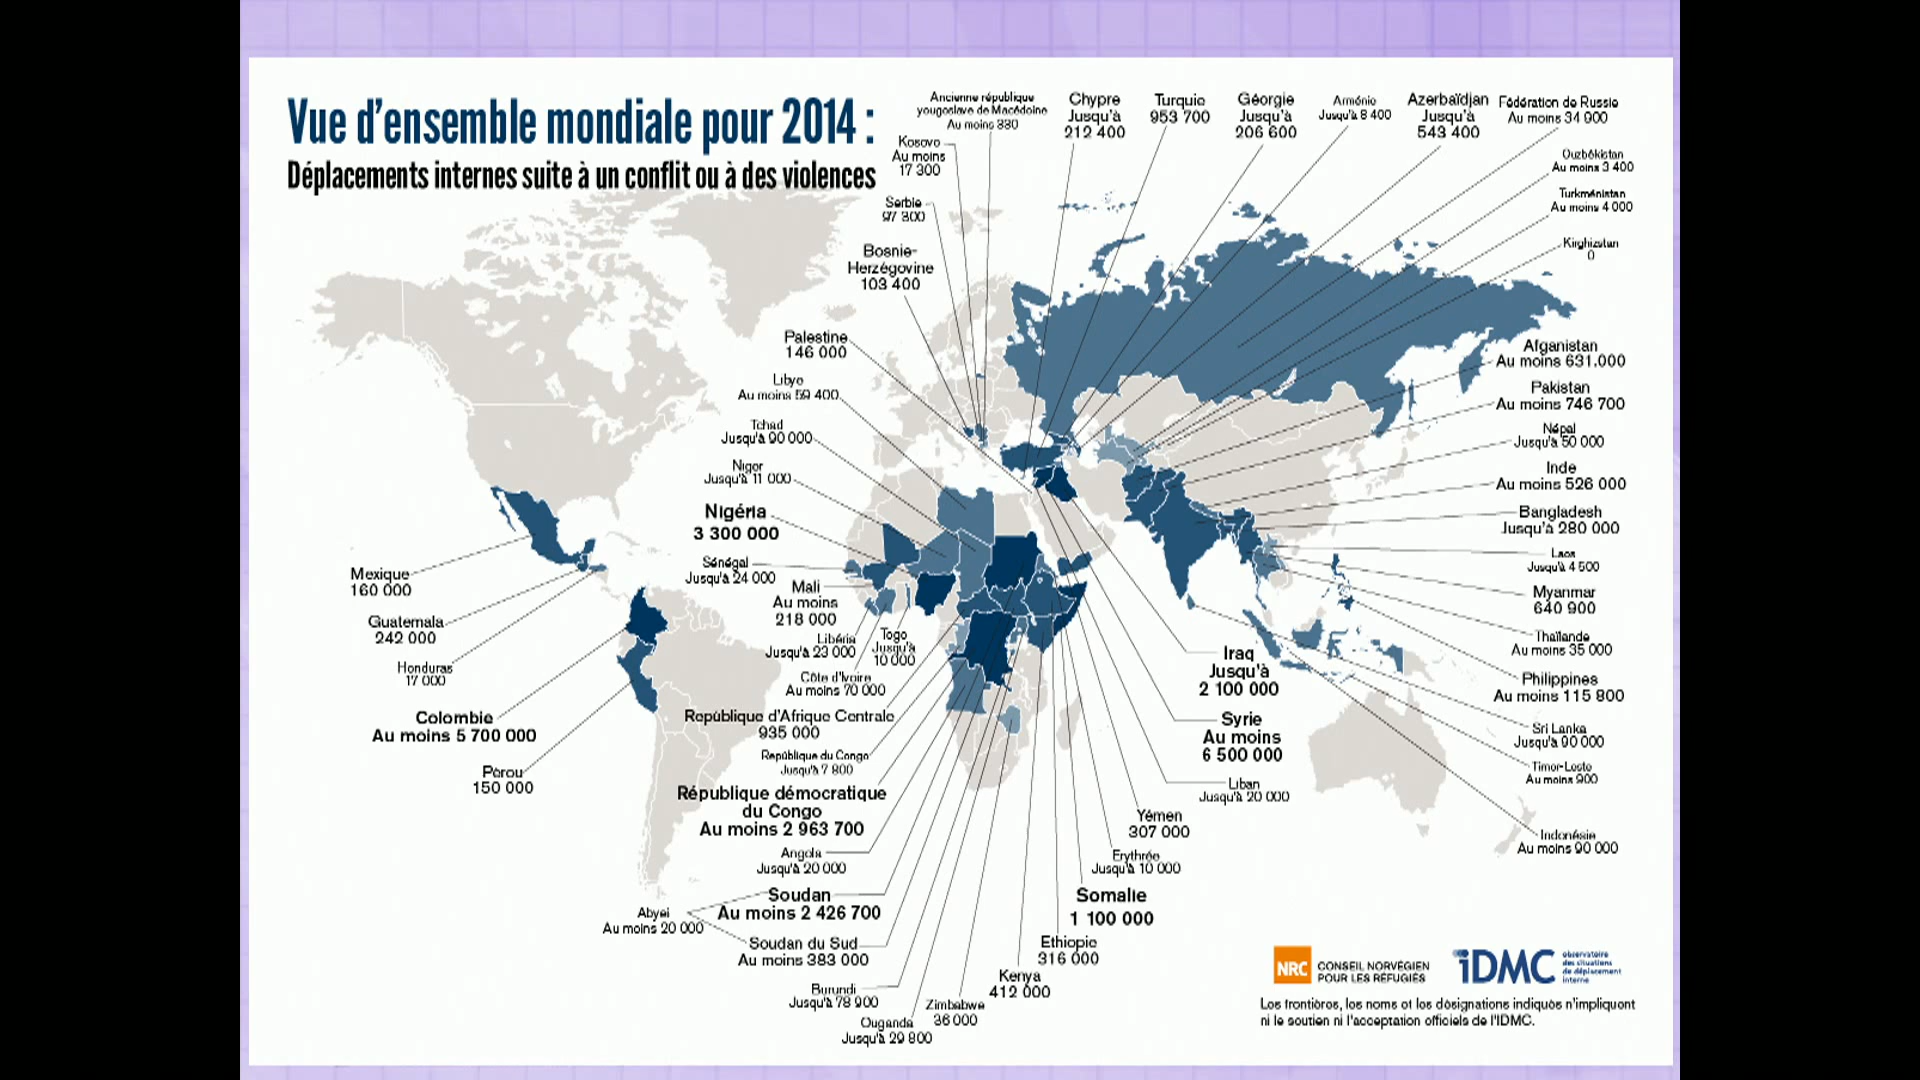 Vue d'ensemble mondiale pour 2014 :
Déplacements internes suite à un conflit ou à des violences
Ancienne république
yougoslave de Macédoine
Au moins 330
Kosovo
Au moins
17 300
Serbie
97 300
Bosnie-
Herzégovine
103 400
Chypre
Jusqu'à
212 400
Turquie
953 700
Géorgie
Jusqu'à
206 600
Arménie
Jusqu'à 8 400
Azerbaïdjan
Jusqu'à
543 400
Fédération de Russie
Au moins 34 900
Ouzbékistan
Au moins 3 400
Turkménistan
Au moins 4 000
Kirghizstan
0
Palestine
146 000
Libye
Au moins 59 400
Tchad
Jusqu'à 90 000
Niger
Jusqu'à 11 000
Nigéria
3 300 000
Sénégal
Jusqu'à 24 000
Mali
Au moins
218 000
Libéria
Jusqu'à 23 000
Togo
Jusqu'à
10 000
Côte d'Ivoire
Au moins 70 000
République d'Afrique Centrale
935 000
République du Congo
Jusqu'à 7 800
République démocratique
du Congo
Au moins 2 963 700
Angola
Jusqu'à 20 000
Soudan
Au moins 2 426 700
Abyei
Au moins 20 000
Soudan du Sud
Au moins 383 000
Burundi
Jusqu'à 78 900
Ouganda
Jusqu'à 29 800
Zimbabwe
36 000
Kenya
412 000
Ethiopie
316 000
Somalie
1 100 000
Erythrée
Jusqu'à 10 000
Yémen
307 000
Liban
Jusqu'à 20 000
Syrie
Au moins
6 500 000
Iraq
Jusqu'à
2 100 000
Mexique
160 000
Guatemala
242 000
Honduras
17 000
Colombie
Au moins 5 700 000
Pérou
150 000
Afganistan
Au moins 631.000
Pakistan
Au moins 746 700
Népal
Jusqu'à 50 000
Inde
Au moins 526 000
Bangladesh
Jusqu'à 280 000
Laos
Jusqu'à 4 500
Myanmar
640 900
Thaïlande
Au moins 35 000
Philippines
Au moins 115 800
Sri Lanka
Jusqu'à 90 000
Timor-Leste
Au moins 900
Indonésie
Au moins 90 000
NRC
CONSEIL NORVÉGIEN
POUR LES RÉFUGIÉS
iDMC
observatoire
des situations
de déplacement
interne
Les frontières, les noms et les désignations indiqués n'impliquent
ni le soutien ni l'acceptation officiels de l'IDMC.